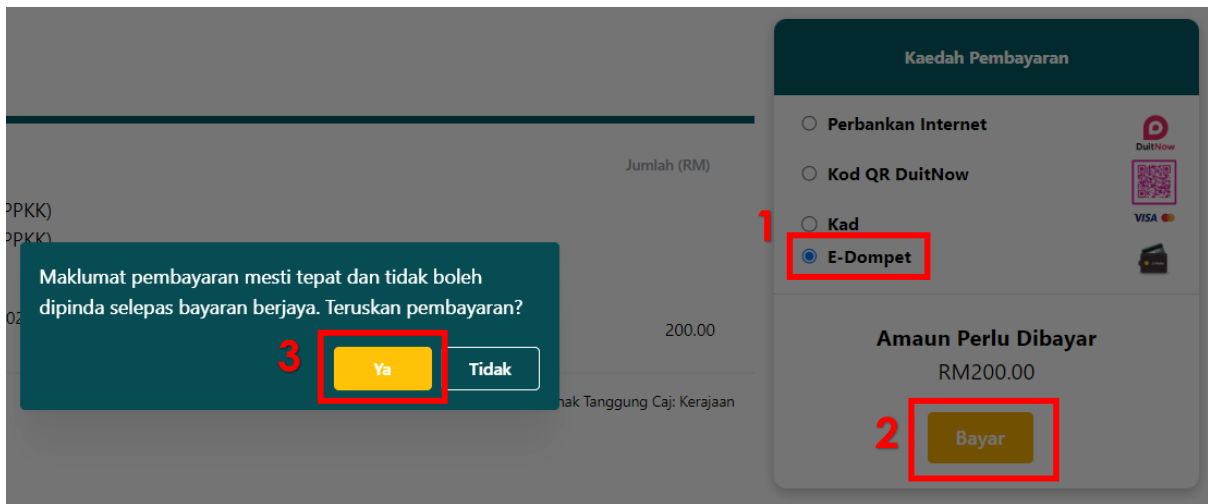 Kaedah Pembayaran
Perbankan Internet
DuitNow
Jumlah (RM)
Kod QR DuitNow
PPKK)
VISA
1
Kad
PPKK)
E-Dompet
Maklumat pembayaran mesti tepat dan tidak boleh
dipinda selepas bayaran berjaya. Teruskan pembayaran?
200.00
Amaun Perlu Dibayar
3
Ya
Tidak
RM200.00
Tanggung Caj: Kerajaan
2
Bayar